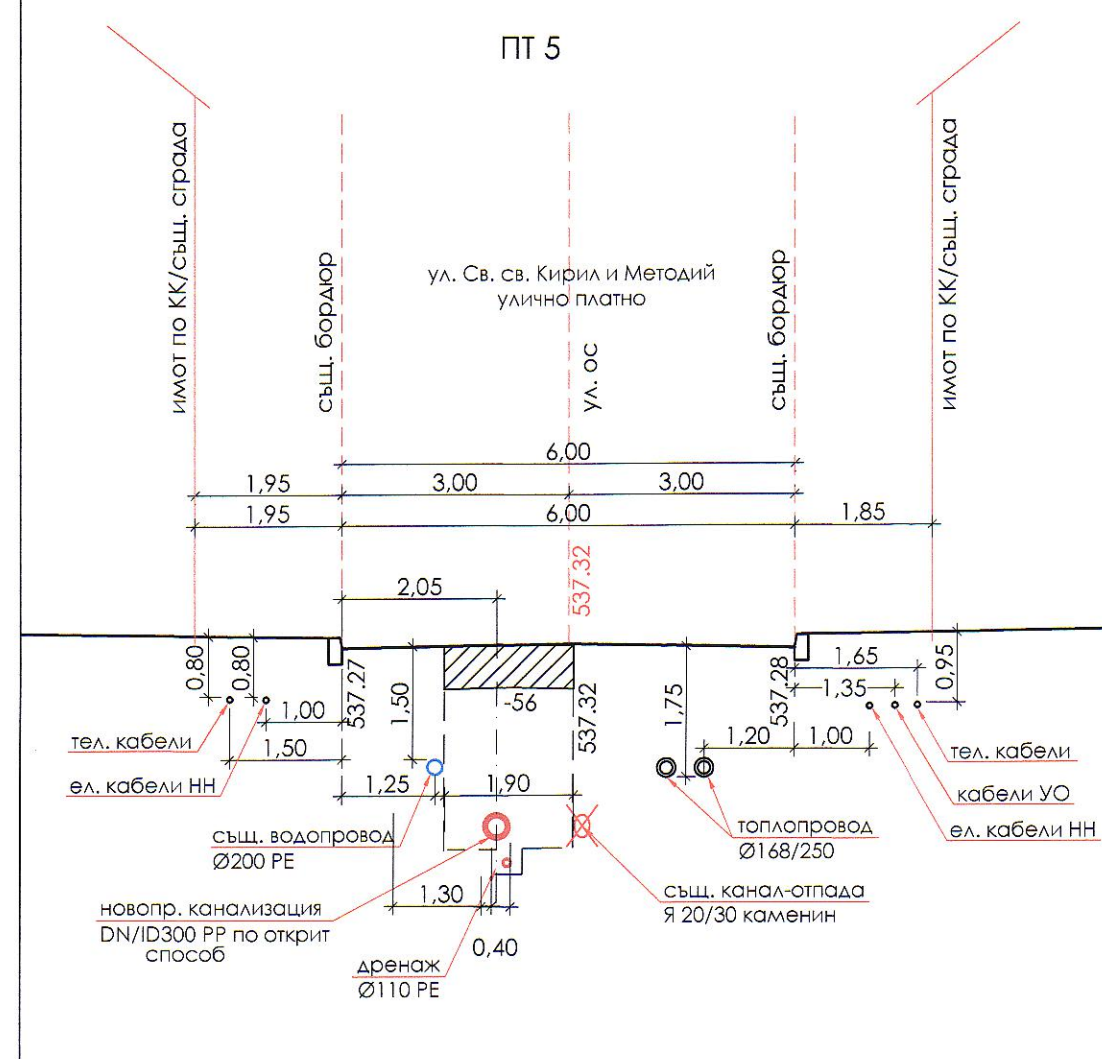 ПТ 5
имот по КК/същ. сграда
същ. бордюр
ул. Св. св. Кирил и Методий
улично платно
ул. ос
същ. бордюр
имот по КК/същ. сграда
6,00
1,95
3,00
3,00
1,95
6,00
1,85
2,05
537.32
0,80
0,80
1,00
537.27
1,50
-56
537.32
1,75
537.28
1,65
1,35
0,95
тел. кабели
1,50
1,25
1,90
1,20
1,00
тел. кабели
ел. кабели НН
кабели УО
същ. водопровод
Ø200 PE
топлопровод
Ø168/250
ел. кабели НН
1,30
същ. канал-отпада
Я 20/30 каменин
новопр. канализация
DN/ID300 PP по открит
способ
0,40
дренаж
Ø110 PE